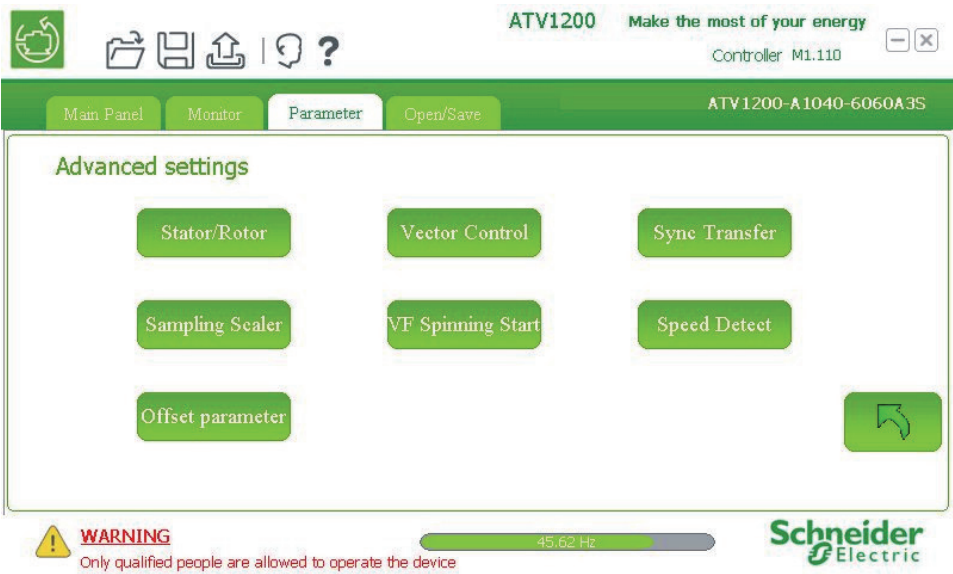 ATV1200 Make the most of your energy
?
Controller M1.110
Main Panel Monitor Parameter Open/Save ATV1200-A1040-6060A3S
Advanced settings
Stator/Rotor Vector Control Sync Transfer
Sampling Scaler VF Spinning Start Speed Detect
Offset parameter
WARNING
Only qualified people are allowed to operate the device
45.62 Hz
Schneider
Electric